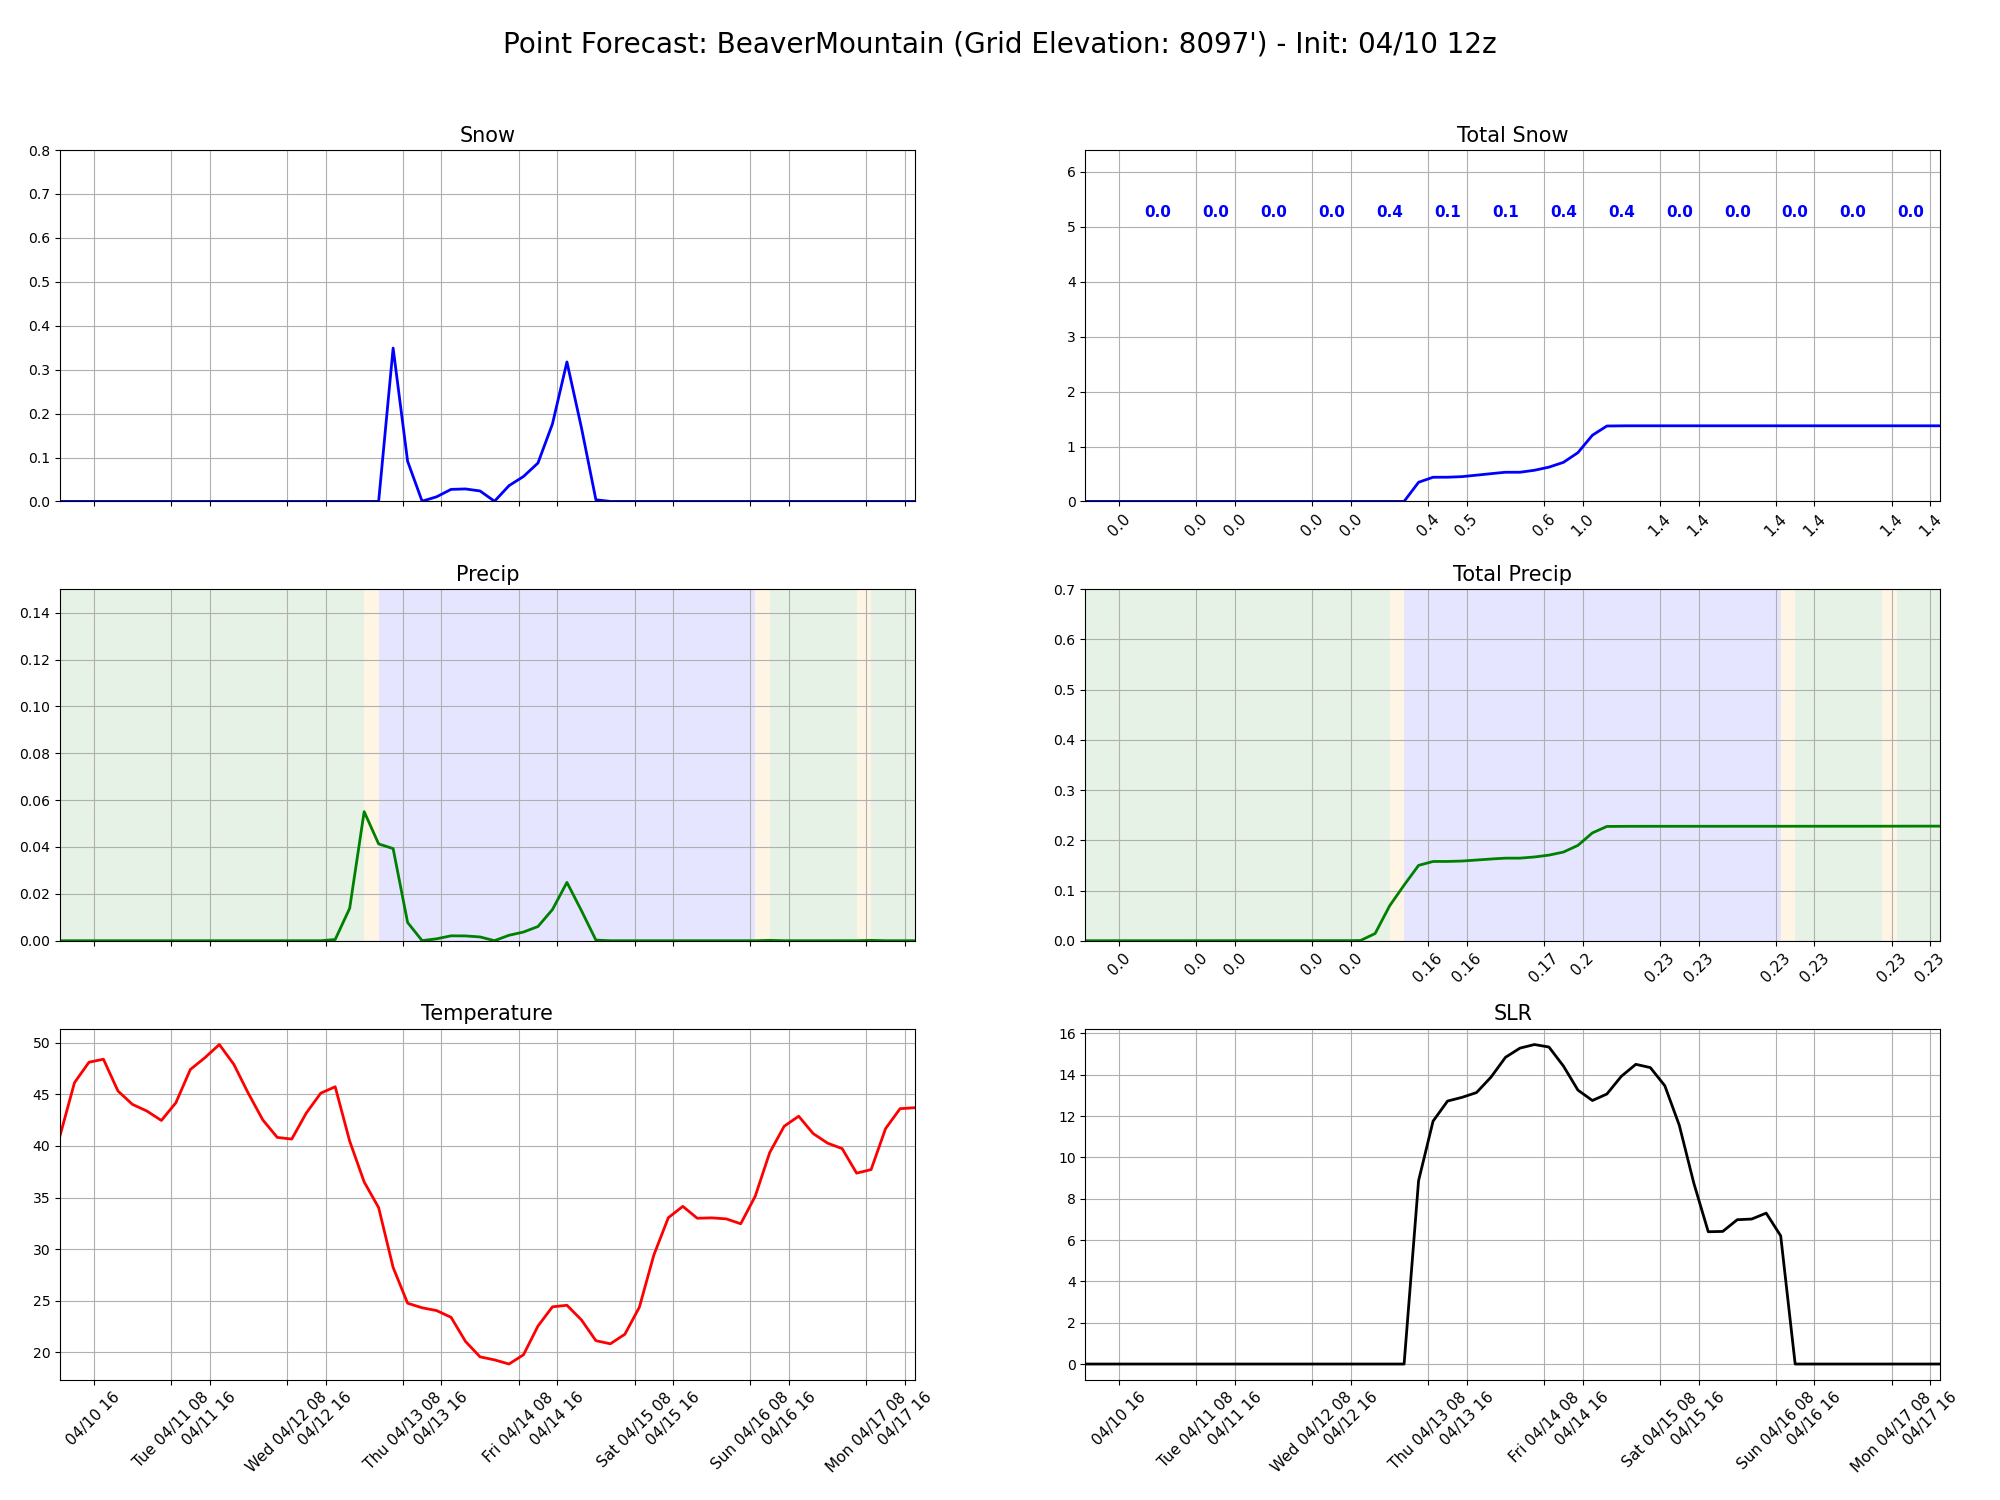 Point Forecast: BeaverMountain (Grid Elevation: 8097') - Init: 04/10 12z
Snow
0.8
0.7
0.6
0.5
0.4
0.3
0.2
0.1
0.0
Total Snow
6
5
4
3
2
1
0
0.0 0.0 0.0 0.0 0.4 0.1 0.1 0.4 0.4 0.0 0.0 0.0 0.0 0.0
0.0 0.0 0.0 0.0 0.0 0.4 0.5 0.6 1.0 1.4 1.4 1.4 1.4 1.4 1.4
Precip
0.14
0.12
0.10
0.08
0.06
0.04
0.02
0.00
Total Precip
0.7
0.6
0.5
0.4
0.3
0.2
0.1
0.0
0.0 0.0 0.0 0.0 0.0 0.16 0.16 0.17 0.2 0.23 0.23 0.23 0.23 0.23 0.23
Temperature
50
45
40
35
30
25
20
04/10 16
Tue 04/11 08
04/11 16
Wed 04/12 08
04/12 16
Thu 04/13 08
04/13 16
Fri 04/14 08
04/14 16
Sat 04/15 08
04/15 16
Sun 04/16 08
04/16 16
Mon 04/17 08
04/17 16
SLR
16
14
12
10
8
6
4
2
0
04/10 16
Tue 04/11 08
04/11 16
Wed 04/12 08
04/12 16
Thu 04/13 08
04/13 16
Fri 04/14 08
04/14 16
Sat 04/15 08
04/15 16
Sun 04/16 08
04/16 16
Mon 04/17 08
04/17 16